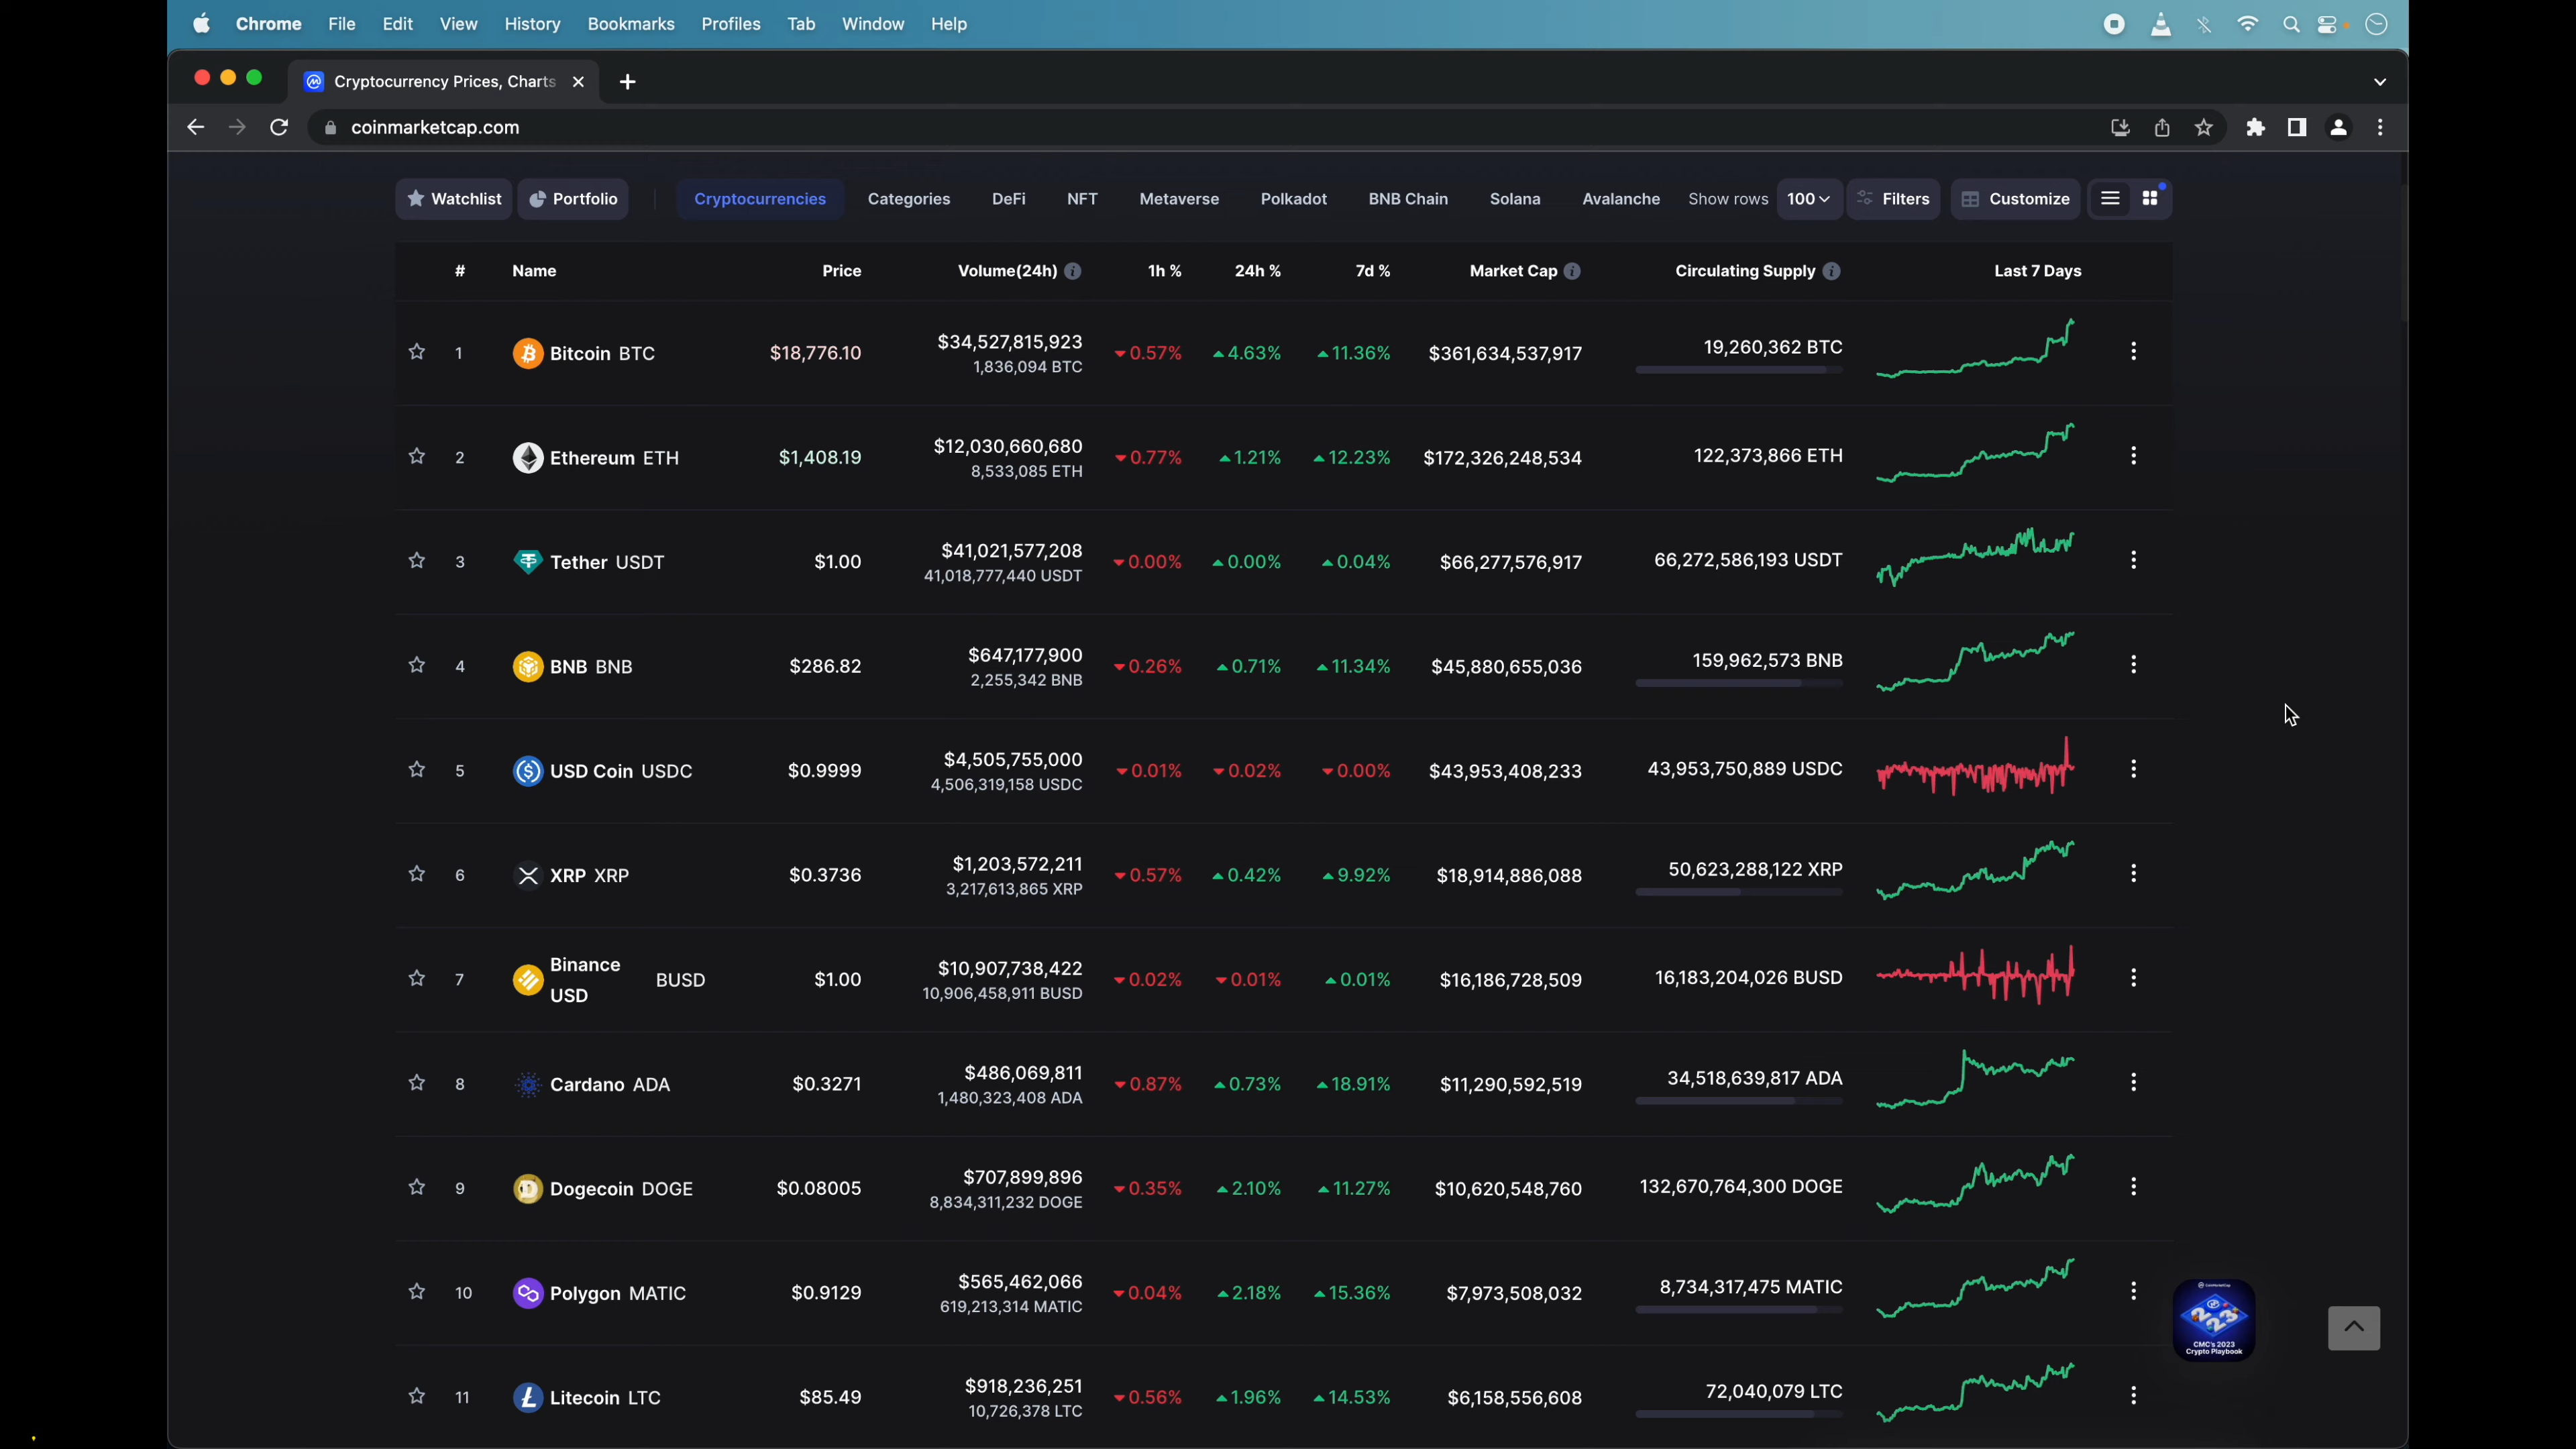 Chrome File Edit View History Bookmarks Profiles Tab Window Help
Cryptocurrency Prices, Charts
coinmarketcap.com
Watchlist Portfolio Cryptocurrencies Categories DeFi NFT Metaverse Polkadot BNB Chain Solana Avalanche Show rows 100 Filters Customize
# Name Price Volume(24h) 1h % 24h % 7d % Market Cap Circulating Supply Last 7 Days
1 Bitcoin BTC $18,776.10 $34,527,815,923 0.57% 4.63% 11.36% $361,634,537,917 19,260,362 BTC
1,836,094 BTC
2 Ethereum ETH $1,408.19 $12,030,660,680 0.77% 1.21% 12.23% $172,326,248,534 122,373,866 ETH
8,533,085 ETH
3 Tether USDT $1.00 $41,021,577,208 0.00% 0.00% 0.04% $66,277,576,917 66,272,586,193 USDT
41,018,777,440 USDT
4 BNB BNB $286.82 $647,177,900 0.26% 0.71% 11.34% $45,880,655,036 159,962,573 BNB
2,255,342 BNB
5 USD Coin USDC $0.9999 $4,505,755,000 0.01% 0.02% 0.00% $43,953,408,233 43,953,750,889 USDC
4,506,319,158 USDC
6 XRP XRP $0.3736 $1,203,572,211 0.57% 0.42% 9.92% $18,914,886,088 50,623,288,122 XRP
3,217,613,865 XRP
7 Binance USD BUSD $1.00 $10,907,738,422 0.02% 0.01% 0.01% $16,186,728,509 16,183,204,026 BUSD
10,906,458,911 BUSD
8 Cardano ADA $0.3271 $486,069,811 0.87% 0.73% 18.91% $11,290,592,519 34,518,639,817 ADA
1,480,323,408 ADA
9 Dogecoin DOGE $0.08005 $707,899,896 0.35% 2.10% 11.27% $10,620,548,760 132,670,764,300 DOGE
8,834,311,232 DOGE
10 Polygon MATIC $0.9129 $565,462,066 0.04% 2.18% 15.36% $7,973,508,032 8,734,317,475 MATIC
619,213,314 MATIC
CoinMarketCap
2023
CMC's 2023
Crypto Playbook
11 Litecoin LTC $85.49 $918,236,251 0.56% 1.96% 14.53% $6,158,556,608 72,040,079 LTC
10,726,378 LTC